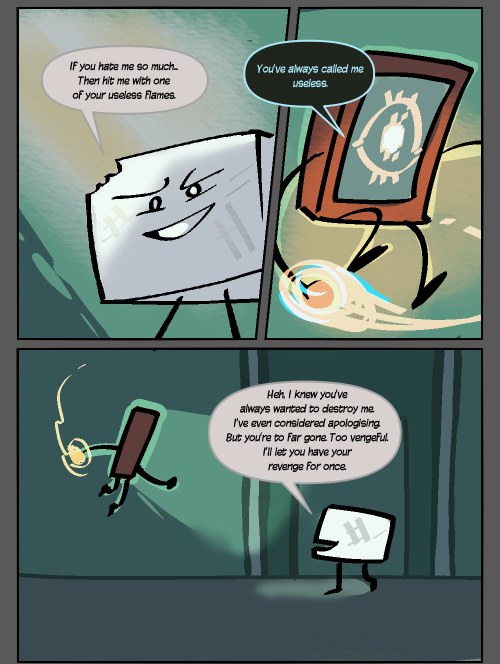 If you hate me so much..
Then hit me with one
of your useless flames.
You've always called me
useless.
Heh, I knew you've
always wanted to destroy me.
I've even considered apologising.
But you're to far gone. Too vengeful.
I'll let you have your
revenge for once.